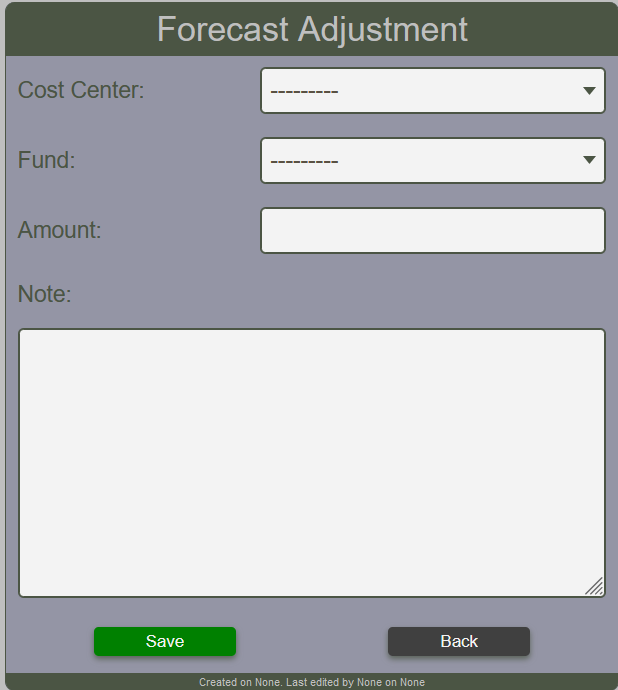 Forecast Adjustment
Cost Center:
---------
Fund:
---------
Amount:
Note:
Save
Back
Created on None. Last edited by None on None